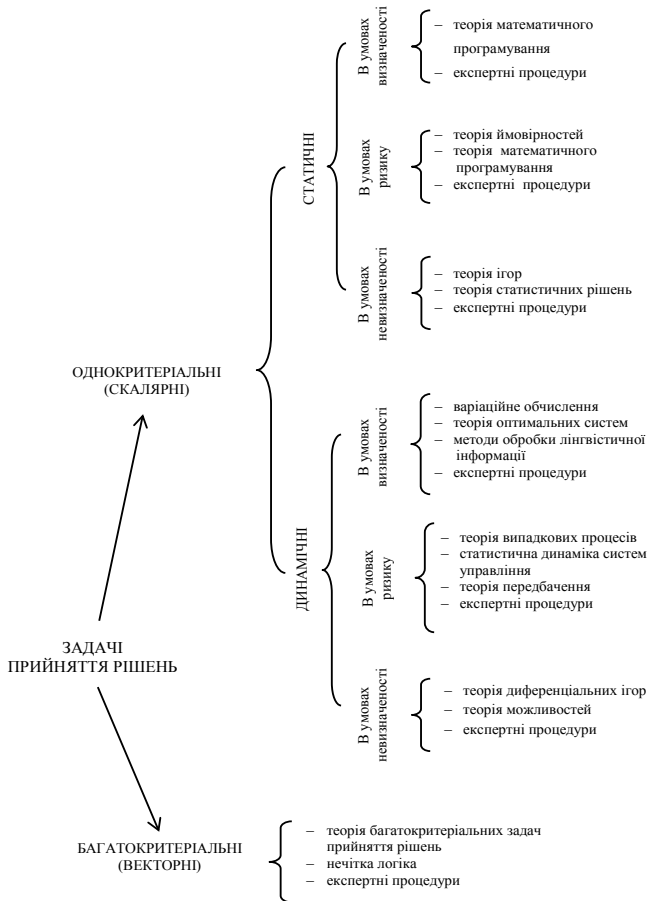 ЗАДАЧІ
ПРИЙНЯТТЯ РІШЕНЬ
ОДНОКРИТЕРІАЛЬНІ
(СКАЛЯРНІ)
СТАТИЧНІ
В умовах
визначеності
– теорія математичного
програмування
– експертні процедури
В умовах
ризику
– теорія ймовірностей
– теорія математичного
програмування
– експертні процедури
В умовах
невизначеності
– теорія ігор
– теорія статистичних рішень
– експертні процедури
ДИНАМІЧНІ
В умовах
визначеності
– варіаційне обчислення
– теорія оптимальних систем
– методи обробки лінгвістичної
інформації
– експертні процедури
В умовах
ризику
– теорія випадкових процесів
– статистична динаміка систем
управління
– теорія передбачення
– експертні процедури
В умовах
невизначеності
– теорія диференціальних ігор
– теорія можливостей
– експертні процедури
БАГАТОКРИТЕРІАЛЬНІ
(ВЕКТОРНІ)
– теорія багатокритеріальних задач
прийняття рішень
– нечітка логіка
– експертні процедури